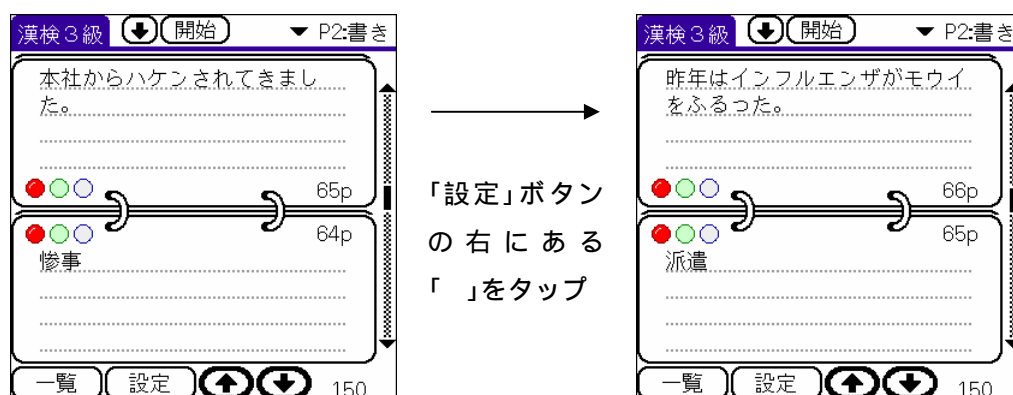 漢検3級 開始 ▼ P2:書き
本社からハケンされてきまし
た。
65p
64p
惨事
一覧 設定 150
「設定」ボタン
の右にある
「 」をタップ
漢検3級 開始 ▼ P2:書き
昨年はインフルエンザがモウイ
をふるった。
66p
65p
派遣
一覧 設定 150